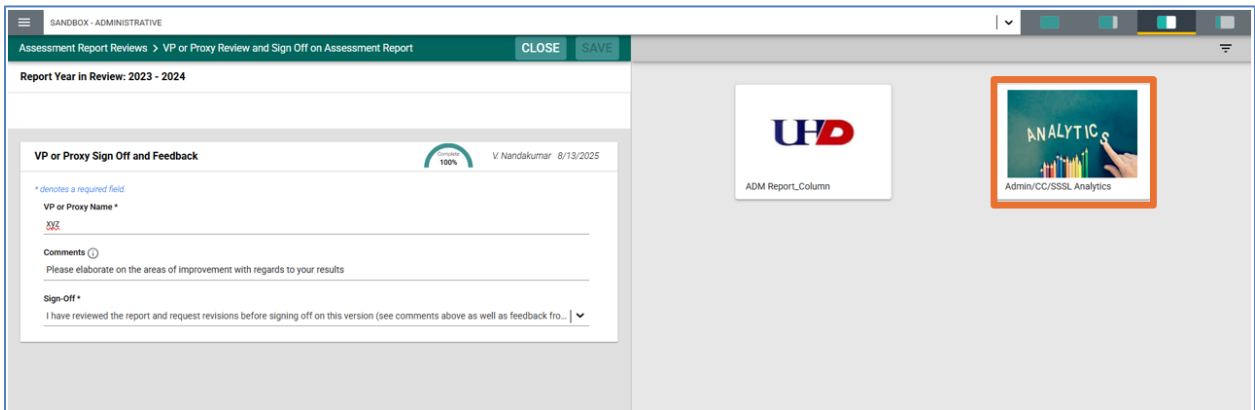 SANDBOX - ADMINISTRATIVE
Assessment Report Reviews > VP or Proxy Review and Sign Off on Assessment Report
CLOSE
SAVE
Report Year in Review: 2023 - 2024
VP or Proxy Sign Off and Feedback
Complete
100%
V. Nandakumar 8/13/2025
* denotes a required field.
VP or Proxy Name *
XYZ
Comments
Please elaborate on the areas of improvement with regards to your results
Sign-Off *
I have reviewed the report and request revisions before signing off on this version (see comments above as well as feedback fro...
UHD
ADM Report_Column
ANALYTICS
Admin/CC/SSSL Analytics